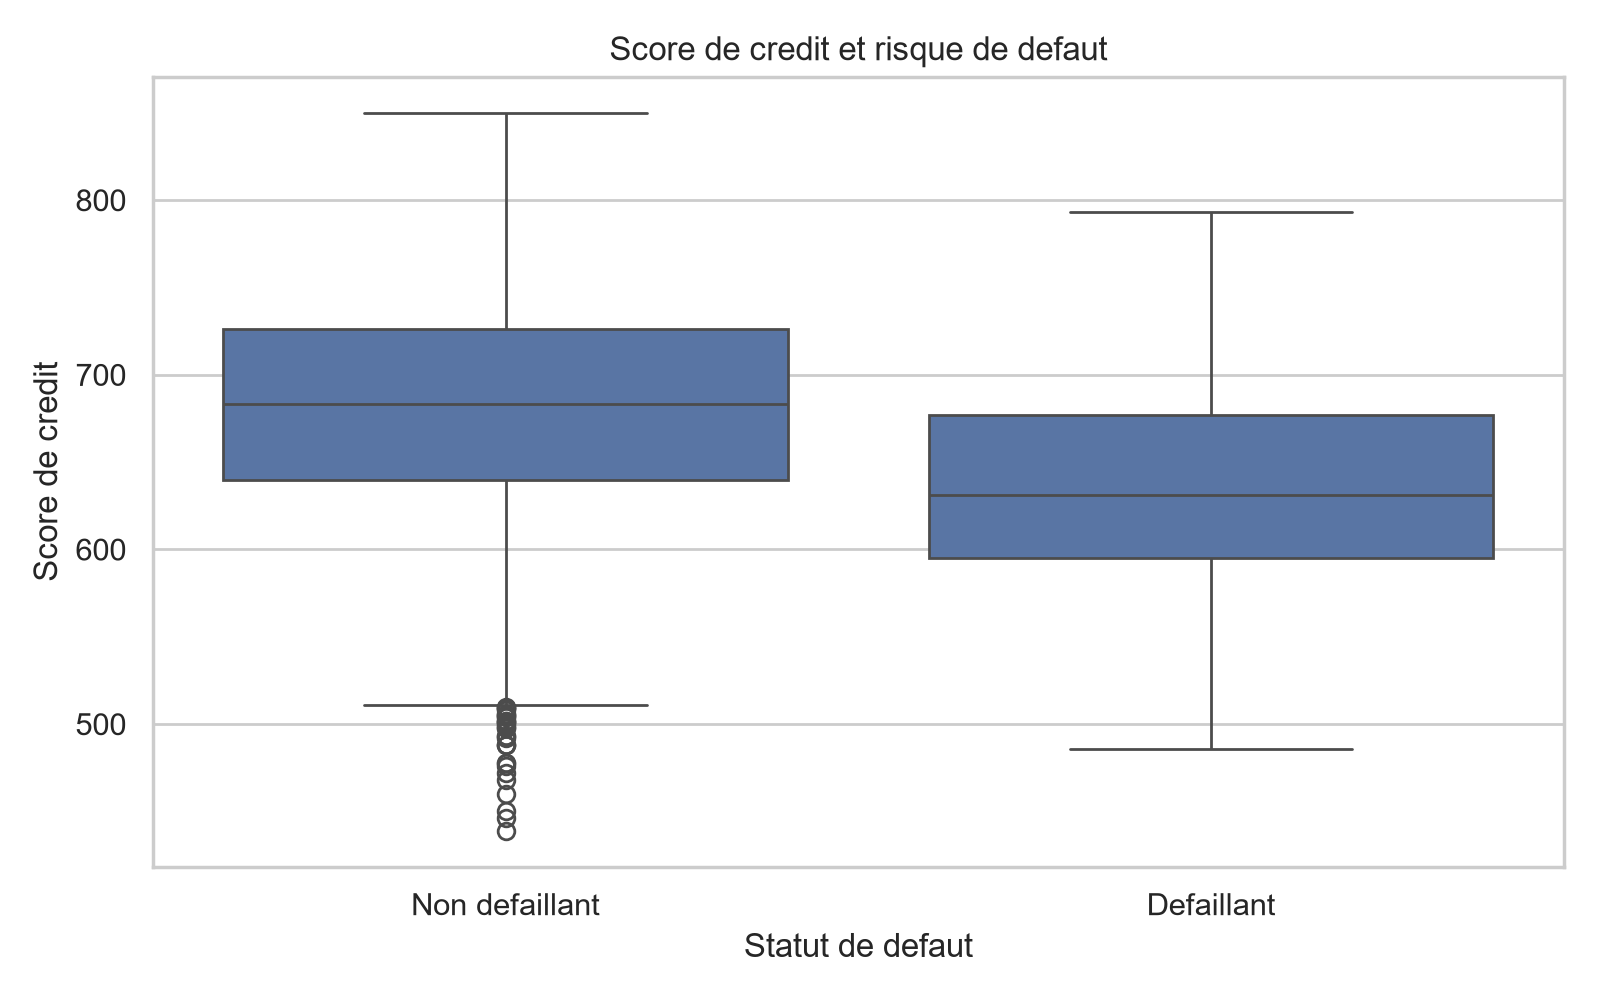 Score de credit et risque de defaut
Score de credit
800
700
600
500
Non defaillant
Defaillant
Statut de defaut